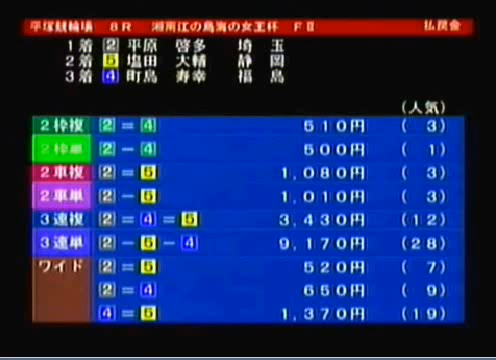 平塚競輪場 8R 湘南江の島海の女王杯 FⅡ 払戻金
1着 2 平原 啓多 埼玉
2着 5 塩田 大輔 静岡
3着 4 町島 寿幸 福島
(人気)
2枠複 2=4 510円 (3)
2枠単 2-4 500円 (1)
2車複 2=5 1,080円 (3)
2車単 2-5 1,010円 (3)
3連複 2=4=5 3,430円 (12)
3連単 2-5-4 9,170円 (28)
ワイド 2=5 520円 (7)
2=4 650円 (9)
4=5 1,370円 (19)